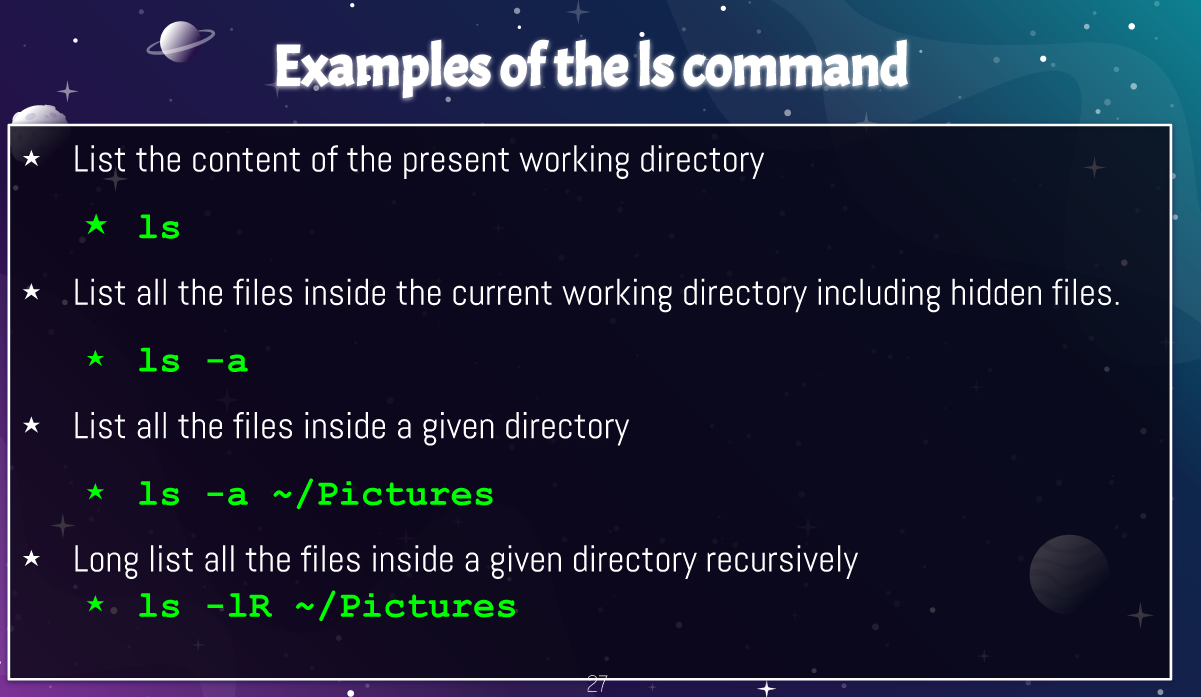 Examples of the ls command
★ List the content of the present working directory
★ ls
★ List all the files inside the current working directory including hidden files.
★ ls -a
★ List all the files inside a given directory
★ ls -a ~/Pictures
★ Long list all the files inside a given directory recursively
★ ls -lR ~/Pictures
27